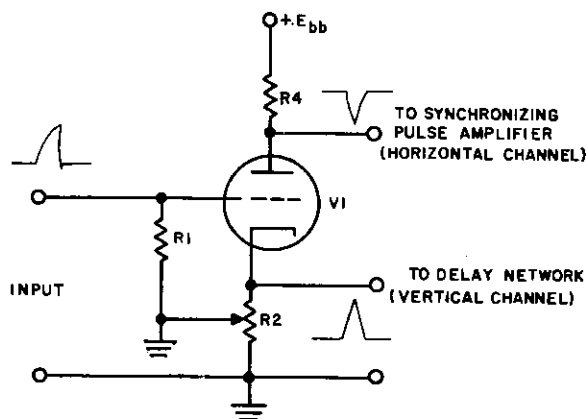 +.Ebb
R4
TO SYNCHRONIZING
PULSE AMPLIFIER
(HORIZONTAL CHANNEL)
V1
R1
INPUT
TO DELAY NETWORK
(VERTICAL CHANNEL)
R2